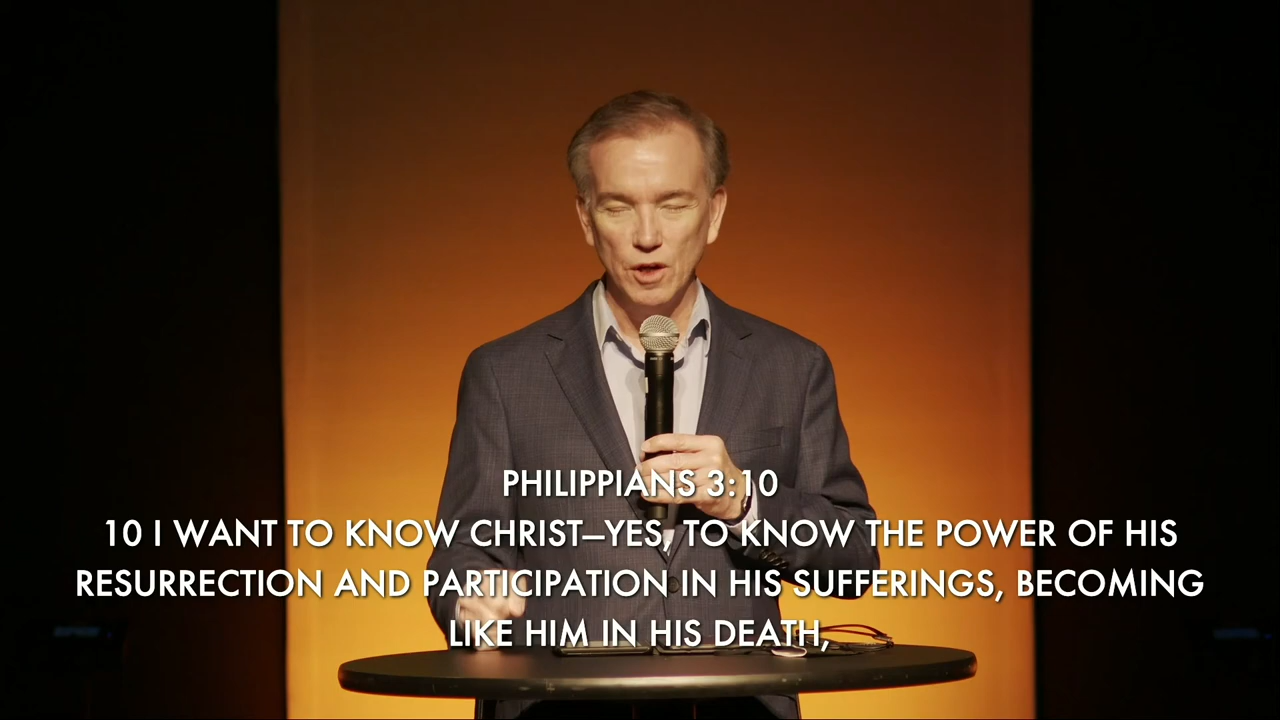 PHILIPPIANS 3:10
10 I WANT TO KNOW CHRIST—YES, TO KNOW THE POWER OF HIS
RESURRECTION AND PARTICIPATION IN HIS SUFFERINGS, BECOMING
LIKE HIM IN HIS DEATH,